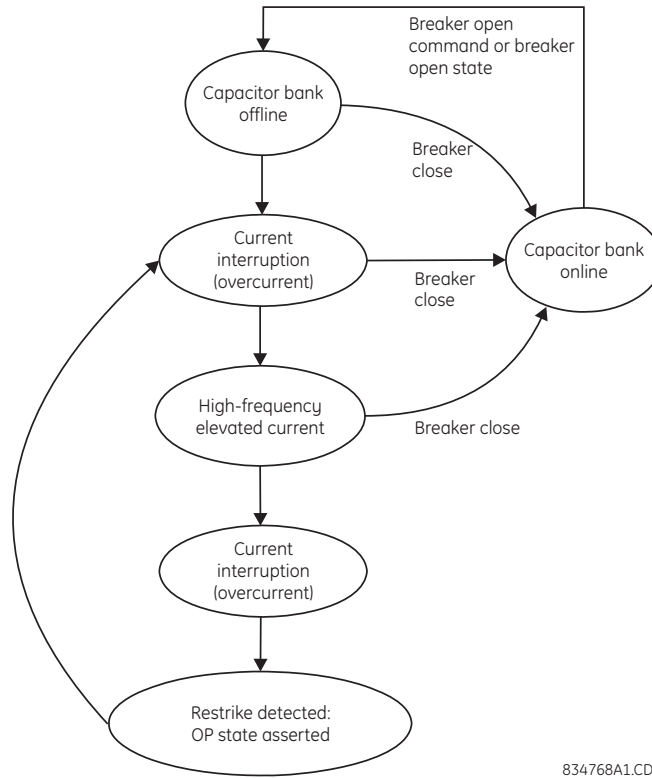 Breaker open
command or breaker
open state
Capacitor bank
offline
Breaker
close
Current
interruption
(overcurrent)
Capacitor bank
online
Breaker
close
High-frequency
elevated current
Breaker close
Current
interruption
(overcurrent)
Restrike detected:
OP state asserted
834768A1.CD